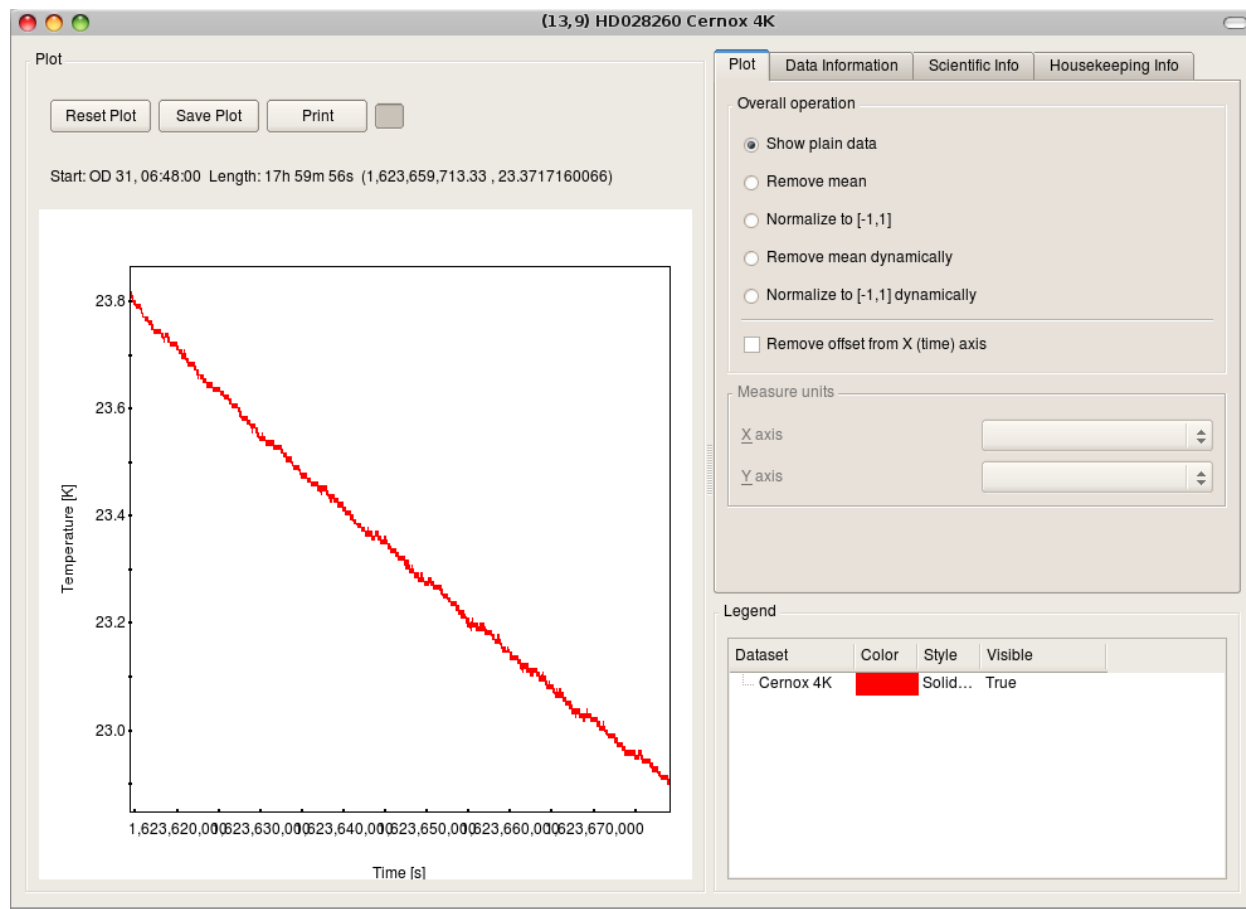 (13,9) HD028260 Cernox 4K
Plot
Reset Plot Save Plot Print
Start: OD 31, 06:48:00 Length: 17h 59m 56s (1,623,659,713.33 , 23.3717160066)
23.8
23.6
23.4
23.2
23.0
Temperature [K]
1,623,620,000 1,623,630,000 1,623,640,000 1,623,650,000 1,623,660,000 1,623,670,000
Time [s]
Plot Data Information Scientific Info Housekeeping Info
Overall operation
Show plain data
Remove mean
Normalize to [-1,1]
Remove mean dynamically
Normalize to [-1,1] dynamically
Remove offset from X (time) axis
Measure units
X axis
Y axis
Legend
Dataset Color Style Visible
Cernox 4K Solid... True